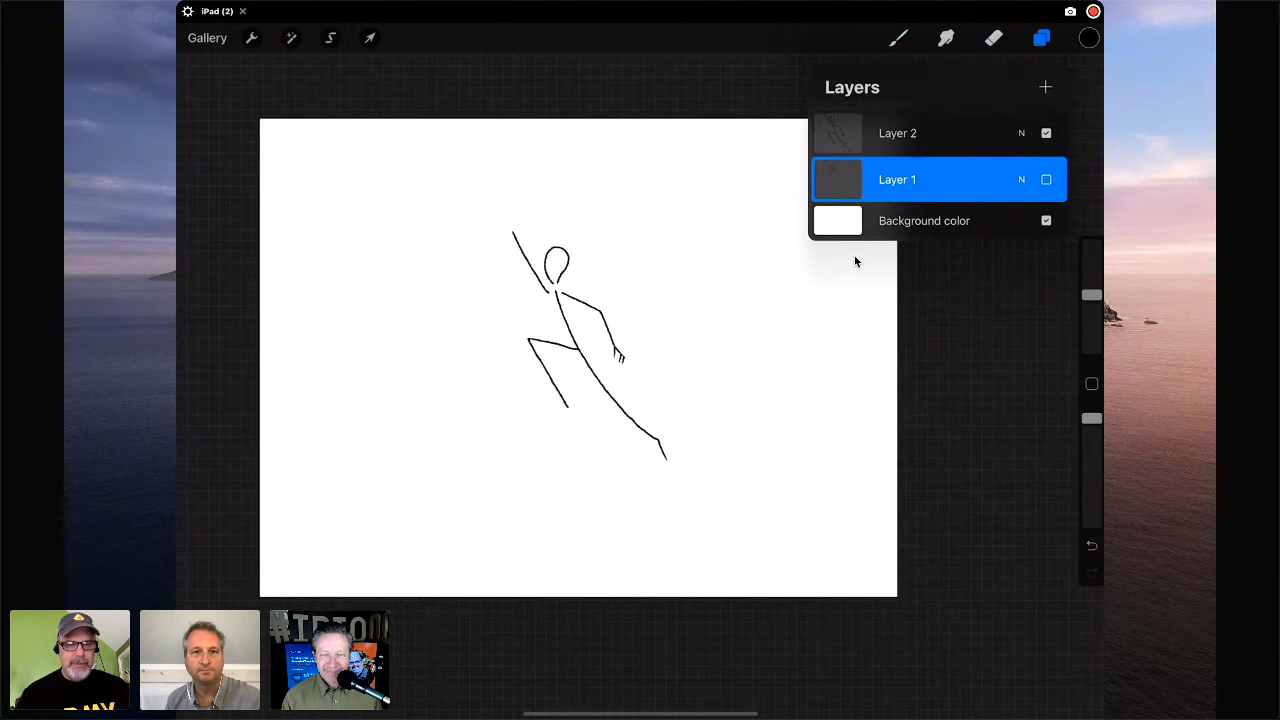 iPad (2)
Gallery
Layers
Layer 2 N
Layer 1 N
Background color